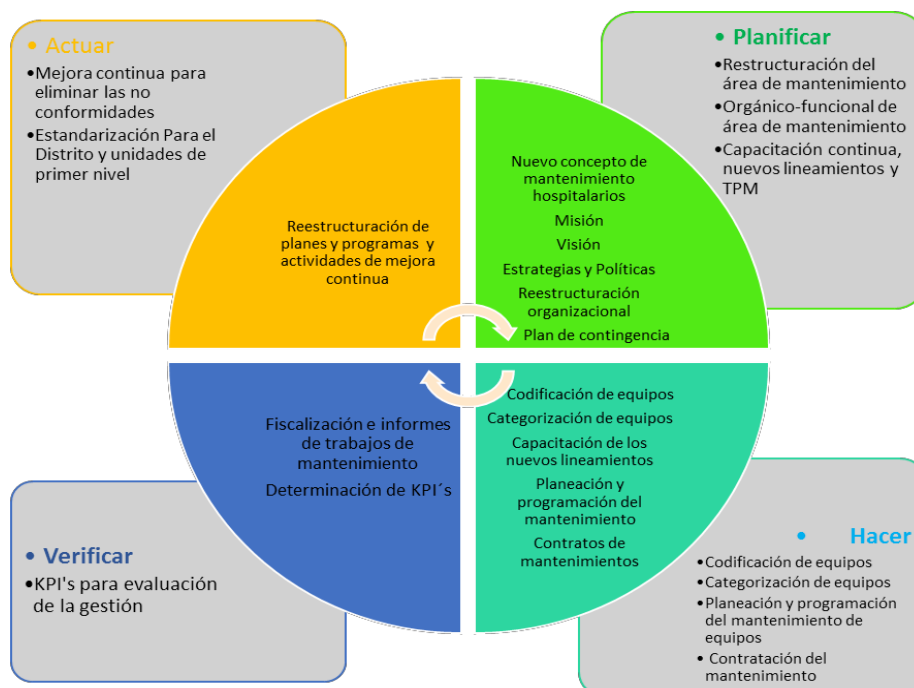 • Actuar
•Mejora continua para
eliminar las no
conformidades
•Estandarización Para el
Distrito y unidades de
primer nivel
• Planificar
•Restructuración del
área de mantenimiento
•Orgánico-funcional de
área de mantenimiento
•Capacitación continua,
nuevos lineamientos y
TPM
Reestructuración de
planes y programas y
actividades de mejora
continua
Nuevo concepto de
mantenimiento
hospitalarios
Misión
Visión
Estrategias y Políticas
Reestructuración
organizacional
Plan de contingencia
Fiscalización e informes
de trabajos de
mantenimiento
Determinación de KPI´s
Codificación de equipos
Categorización de equipos
Capacitación de los
nuevos lineamientos
Planeación y
programación del
mantenimiento
Contratos de
mantenimientos
• Verificar
•KPI's para evaluación
de la gestión
• Hacer
•Codificación de equipos
•Categorización de equipos
•Planeación y programación
del mantenimiento de
equipos
• Contratación del
mantenimiento